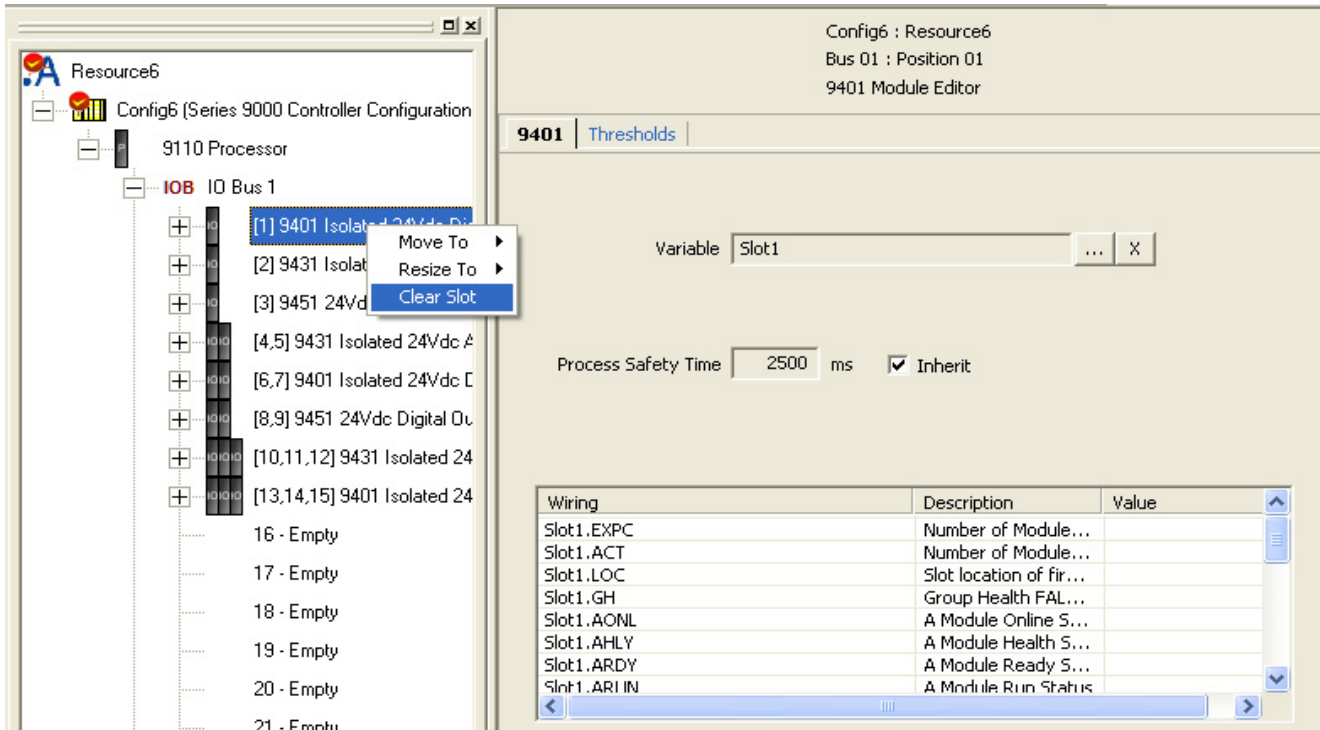 Resource6
Config6 (Series 9000 Controller Configuration
9110 Processor
IOB IO Bus 1
[1] 9401 Isolat
[2] 9431 Isolat
[3] 9451 24Vd
[4,5] 9431 Isolated 24Vdc A
[6,7] 9401 Isolated 24Vdc D
[8,9] 9451 24Vdc Digital Ou
[10,11,12] 9431 Isolated 24
[13,14,15] 9401 Isolated 24
16 - Empty
17 - Empty
18 - Empty
19 - Empty
20 - Empty
21 - Empty
Move To
Resize To
Clear Slot
Config6 : Resource6
Bus 01 : Position 01
9401 Module Editor
9401 Thresholds
Variable Slot1 ... X
Process Safety Time 2500 ms Inherit
Wiring Description Value
Slot1.EXPC Number of Module...
Slot1.ACT Number of Module...
Slot1.LOC Slot location of fir...
Slot1.GH Group Health FAL...
Slot1.AONL A Module Online S...
Slot1.AHLY A Module Health S...
Slot1.ARDY A Module Ready S...
Slot1.ARUN A Module Run Status